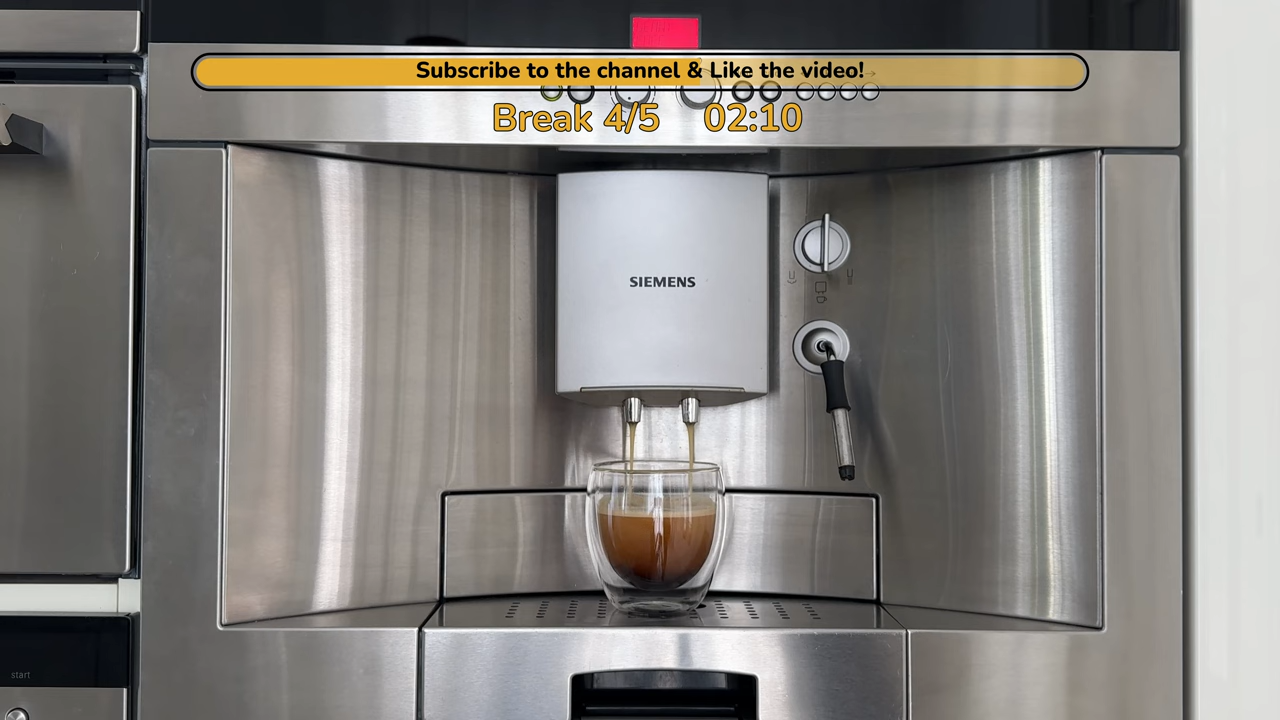 Subscribe to the channel & Like the video!
Break 4/5 02:10
SIEMENS
start